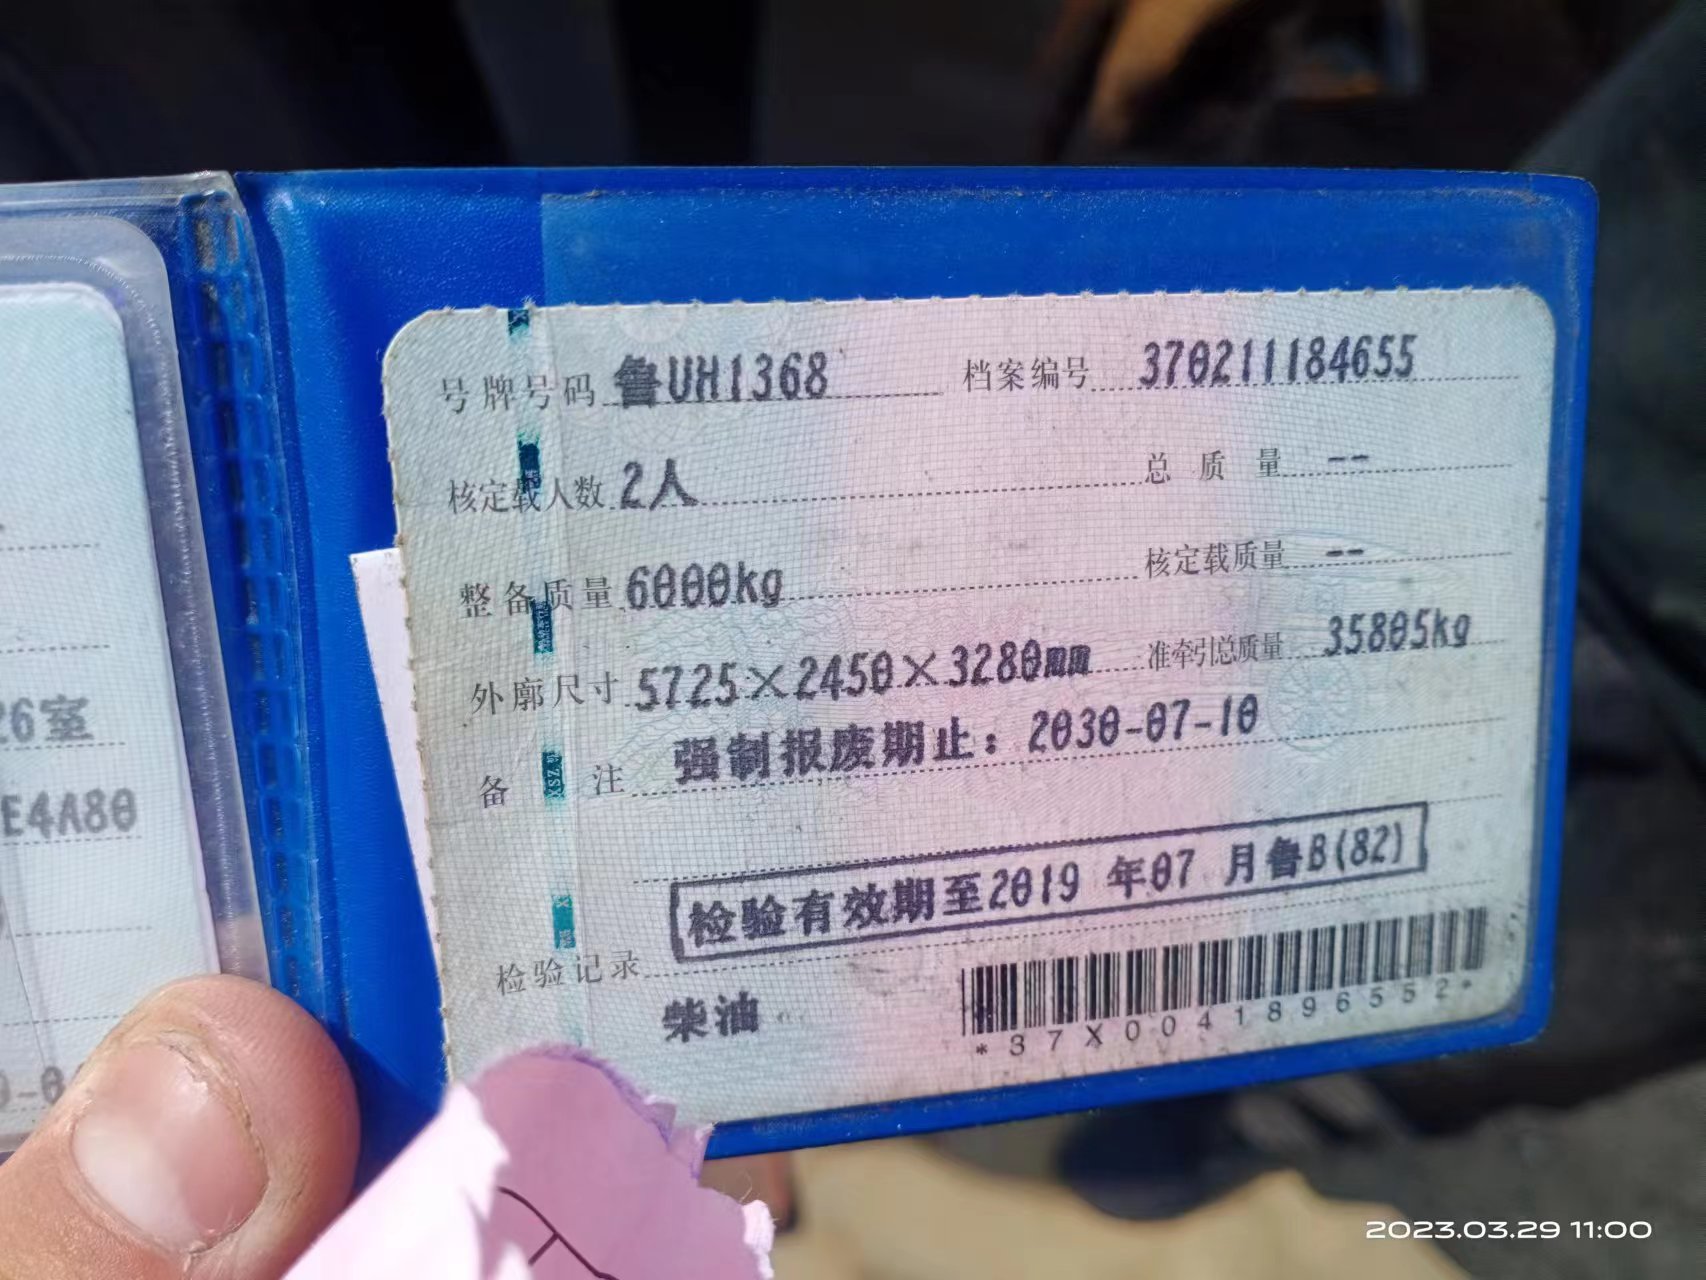 号牌号码 鲁UH1368 档案编号 370211184655
核定载人数 2人 总质量 --
整备质量 6000kg 核定载质量 --
外廓尺寸 5725×2450×3280mm 准牵引总质量 35805kg
备注 强制报废期止：2030-07-10
检验有效期至2019年07月鲁B(82)
检验记录
柴油
*37X0041896552*
26室
E4A80
2023.03.29 11:00